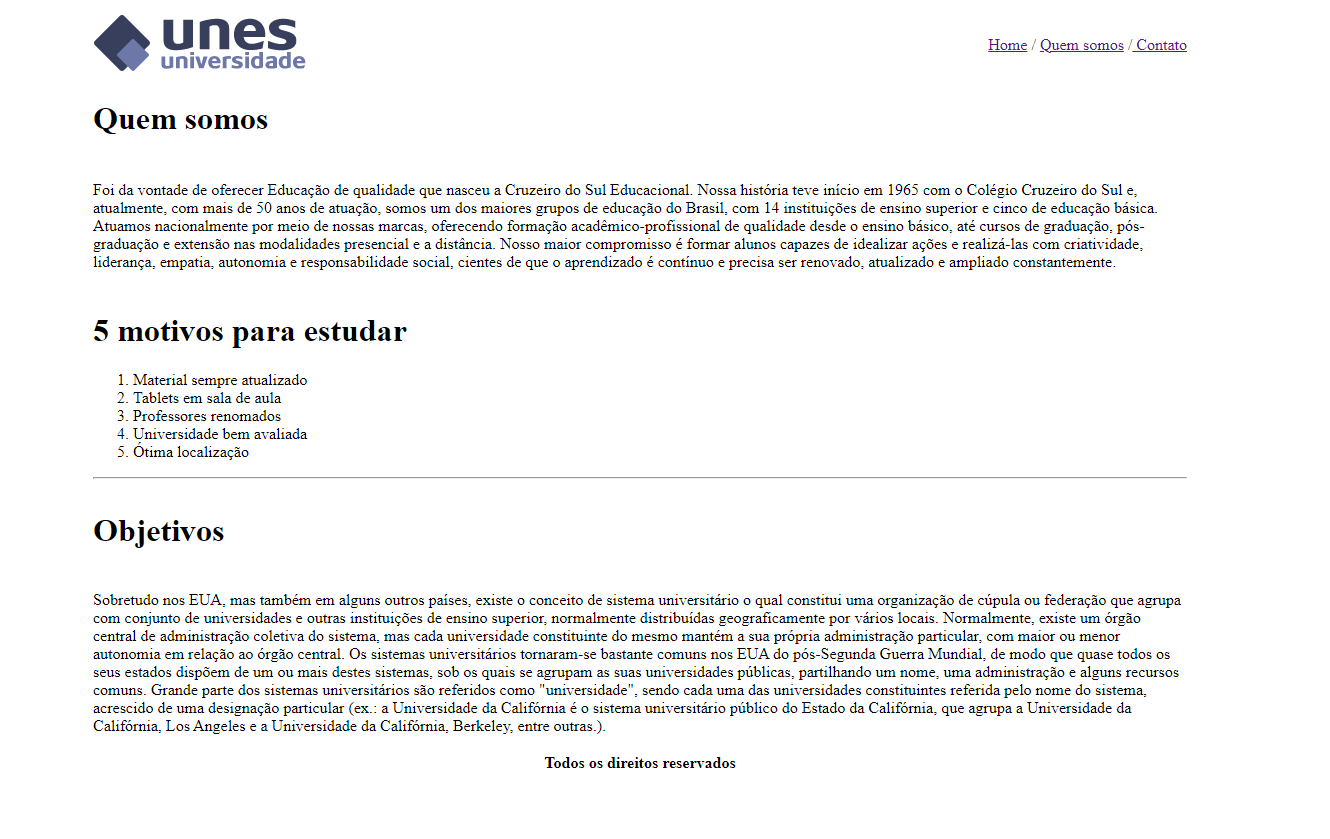 unes
universidade
Home / Quem somos / Contato
Quem somos
Foi da vontade de oferecer Educação de qualidade que nasceu a Cruzeiro do Sul Educacional. Nossa história teve início em 1965 com o Colégio Cruzeiro do Sul e,
atualmente, com mais de 50 anos de atuação, somos um dos maiores grupos de educação do Brasil, com 14 instituições de ensino superior e cinco de educação básica.
Atuamos nacionalmente por meio de nossas marcas, oferecendo formação acadêmico-profissional de qualidade desde o ensino básico, até cursos de graduação, pós-
graduação e extensão nas modalidades presencial e a distância. Nosso maior compromisso é formar alunos capazes de idealizar ações e realizá-las com criatividade,
liderança, empatia, autonomia e responsabilidade social, cientes de que o aprendizado é contínuo e precisa ser renovado, atualizado e ampliado constantemente.
5 motivos para estudar
1. Material sempre atualizado
2. Tablets em sala de aula
3. Professores renomados
4. Universidade bem avaliada
5. Ótima localização
Objetivos
Sobretudo nos EUA, mas também em alguns outros países, existe o conceito de sistema universitário o qual constitui uma organização de cúpula ou federação que agrupa
com conjunto de universidades e outras instituições de ensino superior, normalmente distribuídas geograficamente por vários locais. Normalmente, existe um órgão
central de administração coletiva do sistema, mas cada universidade constituinte do mesmo mantém a sua própria administração particular, com maior ou menor
autonomia em relação ao órgão central. Os sistemas universitários tornaram-se bastante comuns nos EUA do pós-Segunda Guerra Mundial, de modo que quase todos os
seus estados dispõem de um ou mais destes sistemas, sob os quais se agrupam as suas universidades públicas, partilhando um nome, uma administração e alguns recursos
comuns. Grande parte dos sistemas universitários são referidos como "universidade", sendo cada uma das universidades constituintes referida pelo nome do sistema,
acrescido de uma designação particular (ex.: a Universidade da Califórnia é o sistema universitário público do Estado da Califórnia, que agrupa a Universidade da
Califórnia, Los Angeles e a Universidade da Califórnia, Berkeley, entre outras.).
Todos os direitos reservados